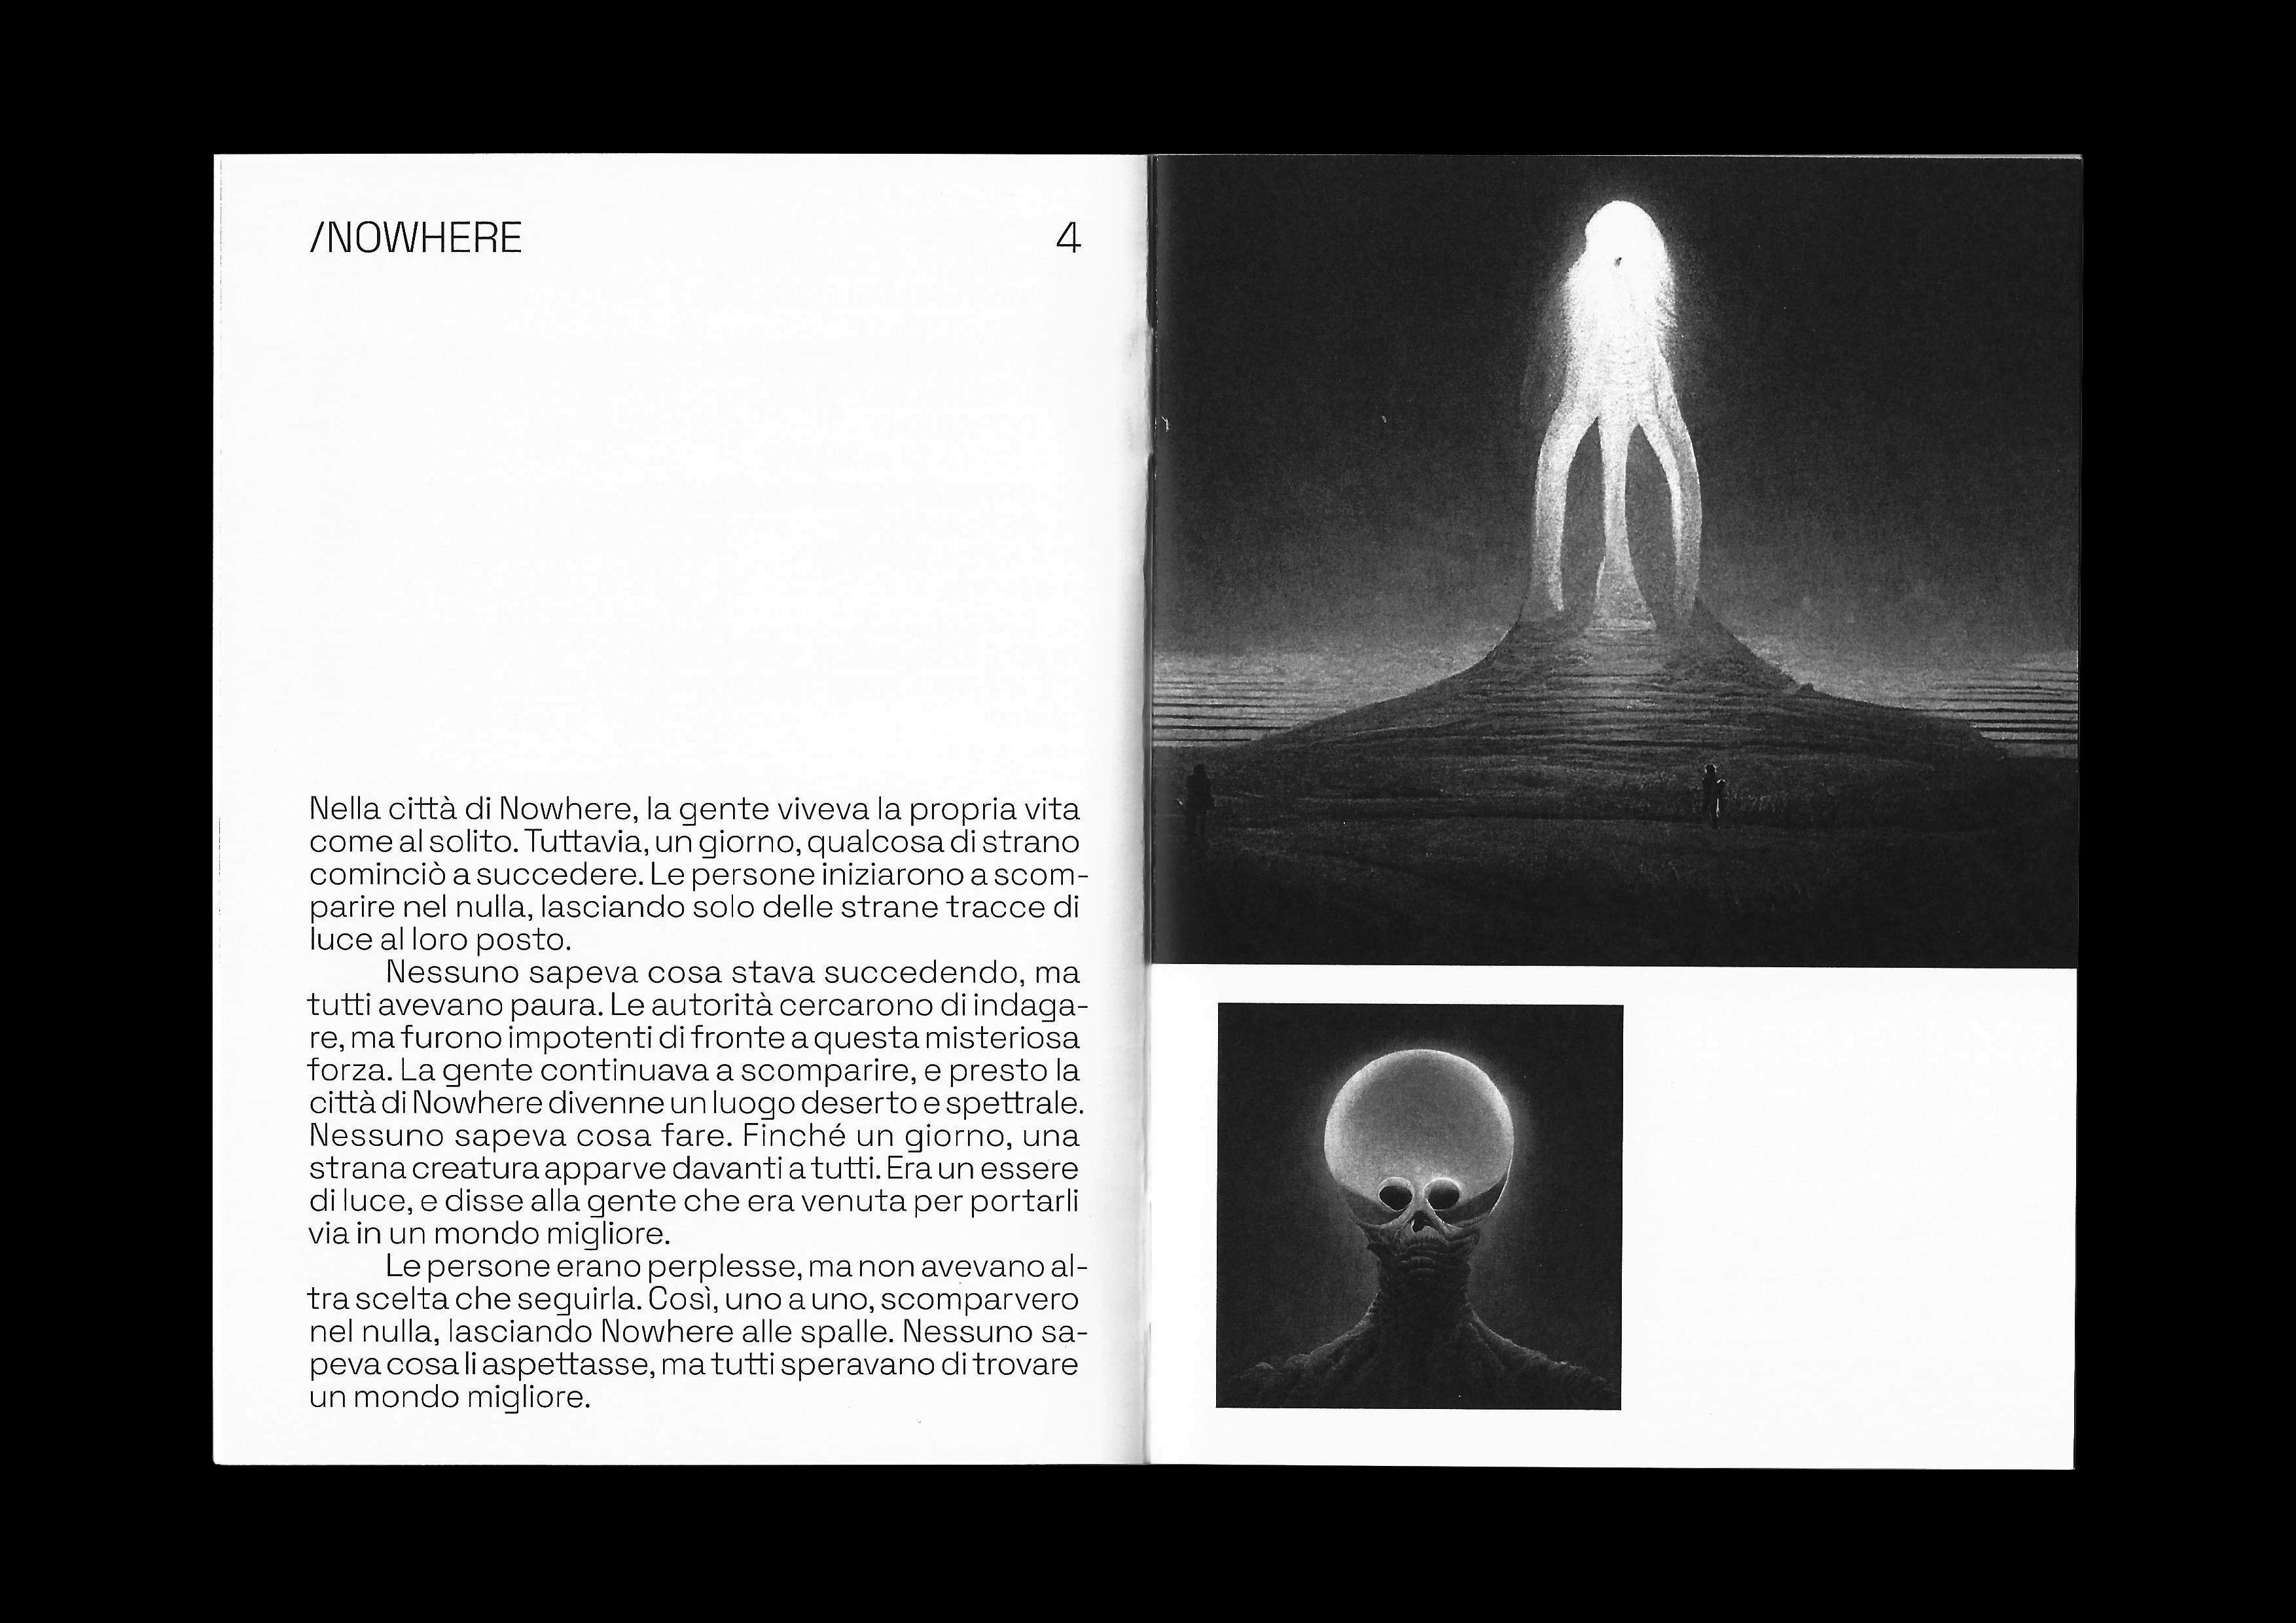 /NOWHERE 4
Nella città di Nowhere, la gente viveva la propria vita
come al solito. Tuttavia, un giorno, qualcosa di strano
cominciò a succedere. Le persone iniziarono a scom-
parire nel nulla, lasciando solo delle strane tracce di
luce al loro posto.
Nessuno sapeva cosa stava succedendo, ma
tutti avevano paura. Le autorità cercarono di indaga-
re, ma furono impotenti di fronte a questa misteriosa
forza. La gente continuava a scomparire, e presto la
città di Nowhere divenne un luogo deserto e spettrale.
Nessuno sapeva cosa fare. Finché un giorno, una
strana creatura apparve davanti a tutti. Era un essere
di luce, e disse alla gente che era venuta per portarli
via in un mondo migliore.
Le persone erano perplesse, ma non avevano al-
tra scelta che seguirla. Così, uno a uno, scomparvero
nel nulla, lasciando Nowhere alle spalle. Nessuno sa-
peva cosa li aspettasse, ma tutti speravano di trovare
un mondo migliore.